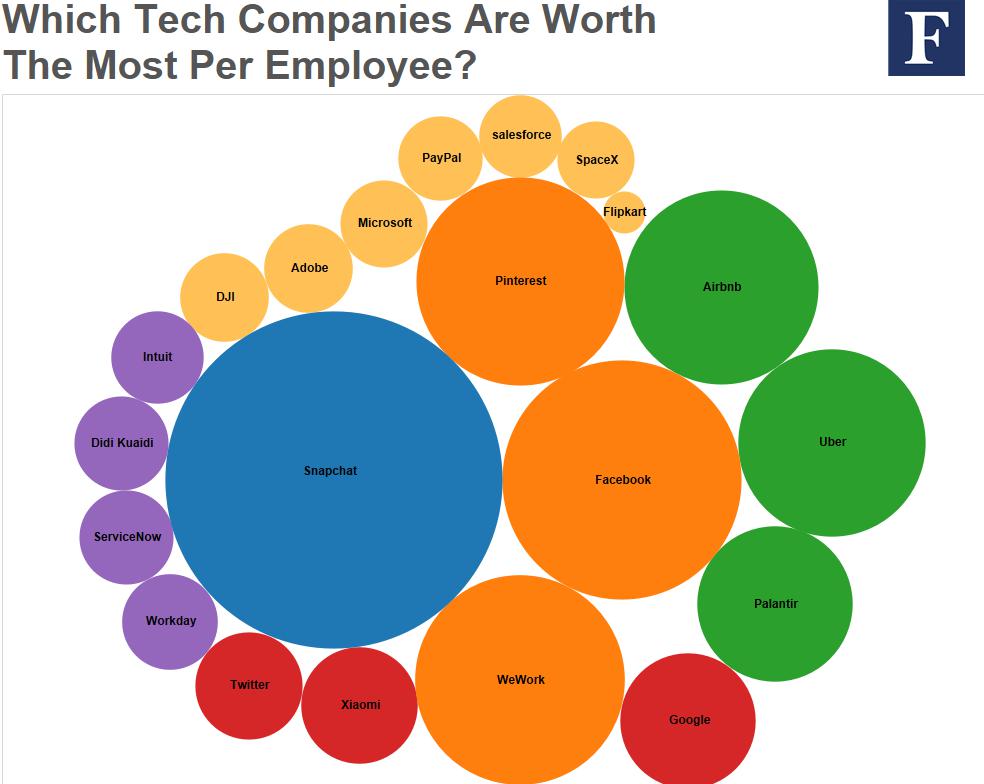 Which Tech Companies Are Worth
The Most Per Employee?
F
salesforce
PayPal
SpaceX
Flipkart
Microsoft
Adobe
Pinterest
Airbnb
DJI
Intuit
Didi Kuaidi
Uber
Snapchat
Facebook
ServiceNow
Palantir
Workday
Twitter
WeWork
Xiaomi
Google